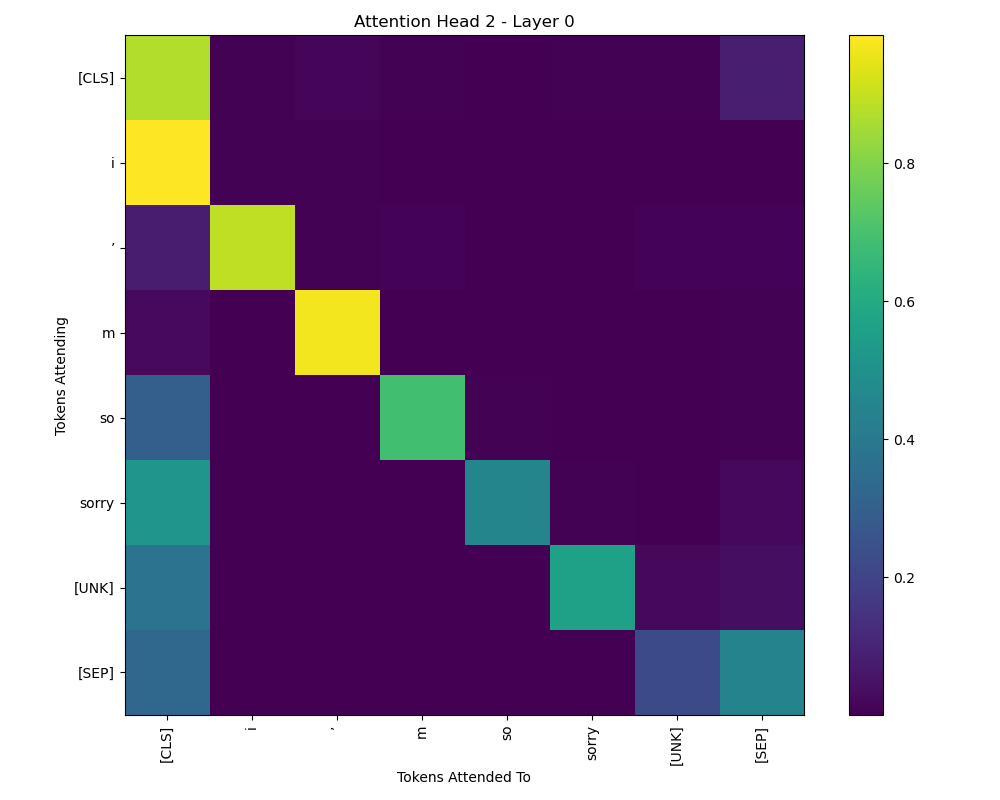 Attention Head 2 - Layer 0
[CLS]
i
’
m
so
sorry
[UNK]
[SEP]
Tokens Attending
[CLS]
i
’
m
so
sorry
[UNK]
[SEP]
Tokens Attended To
0.8
0.6
0.4
0.2